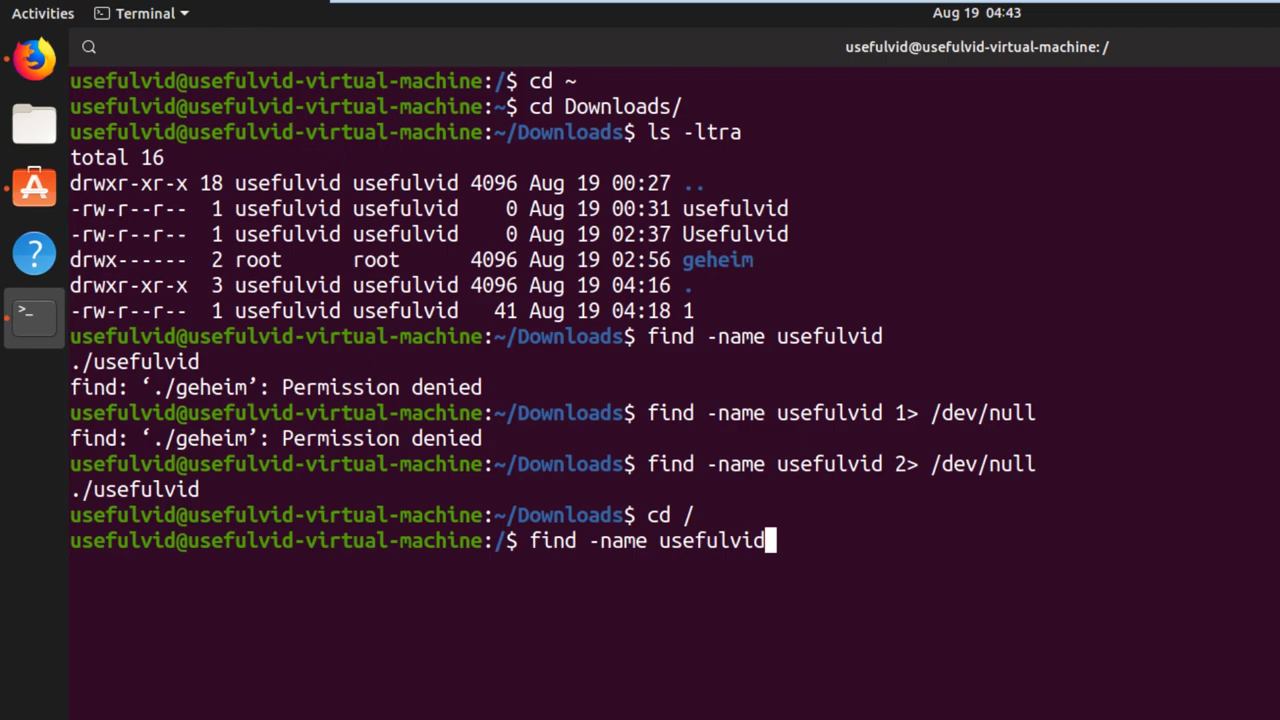 Activities Terminal Aug 19 04:43
usefulvid@usefulvid-virtual-machine: /
usefulvid@usefulvid-virtual-machine:/$ cd ~
usefulvid@usefulvid-virtual-machine:~$ cd Downloads/
usefulvid@usefulvid-virtual-machine:~/Downloads$ ls -ltra
total 16
drwxr-xr-x 18 usefulvid usefulvid 4096 Aug 19 00:27 ..
-rw-r--r-- 1 usefulvid usefulvid 0 Aug 19 00:31 usefulvid
-rw-r--r-- 1 usefulvid usefulvid 0 Aug 19 02:37 Usefulvid
drwx------ 2 root root 4096 Aug 19 02:56 geheim
drwxr-xr-x 3 usefulvid usefulvid 4096 Aug 19 04:16 .
-rw-r--r-- 1 usefulvid usefulvid 41 Aug 19 04:18 1
usefulvid@usefulvid-virtual-machine:~/Downloads$ find -name usefulvid
./usefulvid
find: ‘./geheim’: Permission denied
usefulvid@usefulvid-virtual-machine:~/Downloads$ find -name usefulvid 1> /dev/null
find: ‘./geheim’: Permission denied
usefulvid@usefulvid-virtual-machine:~/Downloads$ find -name usefulvid 2> /dev/null
./usefulvid
usefulvid@usefulvid-virtual-machine:~/Downloads$ cd /
usefulvid@usefulvid-virtual-machine:/$ find -name usefulvid